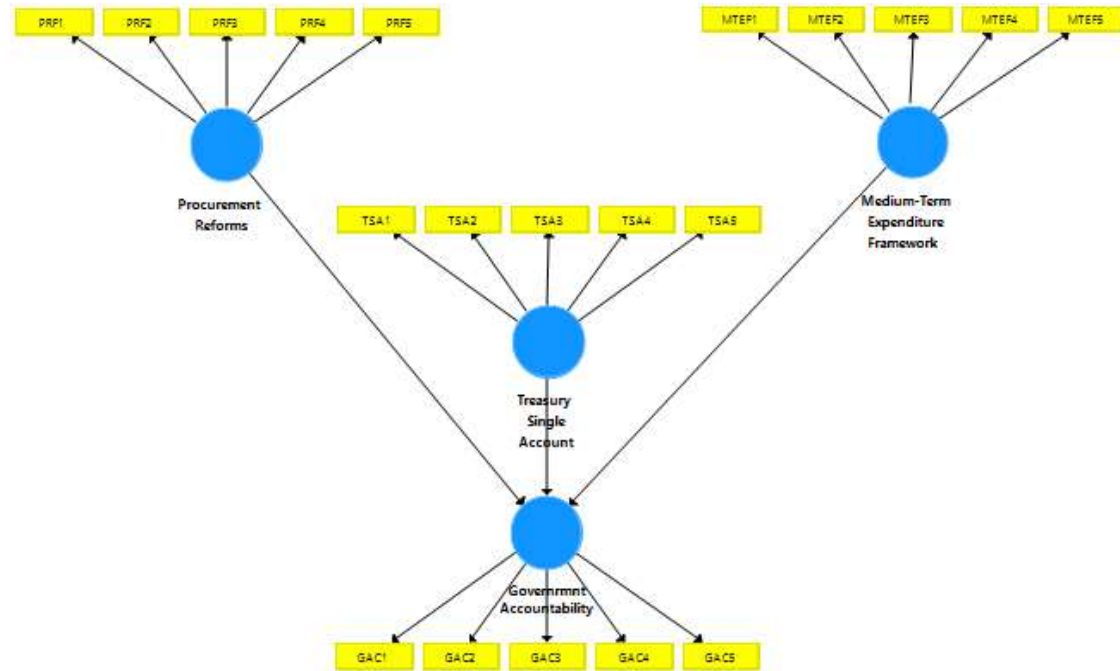 PRF1 PRF2 PRF3 PRF4 PRF5
MTEF1 MTEF2 MTEF3 MTEF4 MTEF5
Procurement
Reforms
Medium-Term
Expenditure
Framework
TSA1 TSA2 TSA3 TSA4 TSA5
Treasury
Single
Account
Governrmnt
Accountability
GAC1 GAC2 GAC3 GAC4 GAC5